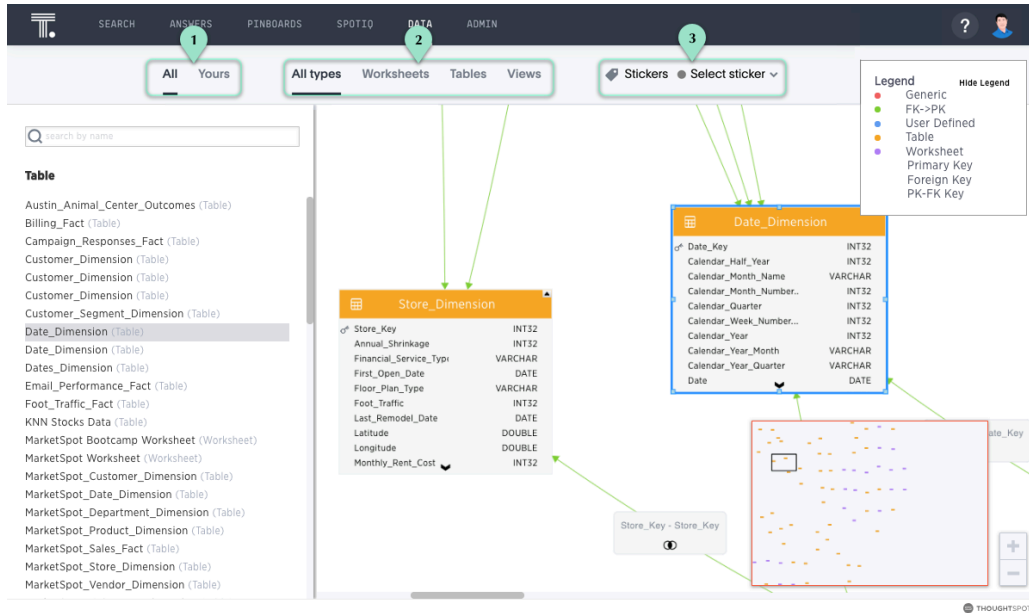 SEARCH ANSWERS PINBOARDS SPOTIQ DATA ADMIN ?
1 2 3
All Yours All types Worksheets Tables Views Stickers Select sticker
Legend Hide Legend
Generic
FK->PK
User Defined
Table
Worksheet
Primary Key
Foreign Key
PK-FK Key
search by name
Table
Austin_Animal_Center_Outcomes (Table)
Billing_Fact (Table)
Campaign_Responses_Fact (Table)
Customer_Dimension (Table)
Customer_Dimension (Table)
Customer_Dimension (Table)
Customer_Segment_Dimension (Table)
Date_Dimension (Table)
Date_Dimension (Table)
Dates_Dimension (Table)
Email_Performance_Fact (Table)
Foot_Traffic_Fact (Table)
KNN Stocks Data (Table)
MarketSpot Bootcamp Worksheet (Worksheet)
MarketSpot Worksheet (Worksheet)
MarketSpot_Customer_Dimension (Table)
MarketSpot_Date_Dimension (Table)
MarketSpot_Department_Dimension (Table)
MarketSpot_Product_Dimension (Table)
MarketSpot_Sales_Fact (Table)
MarketSpot_Store_Dimension (Table)
MarketSpot_Vendor_Dimension (Table)
Store_Dimension
Store_Key INT32
Annual_Shrinkage INT32
Financial_Service_Typ VARCHAR
First_Open_Date DATE
Floor_Plan_Type VARCHAR
Foot_Traffic INT32
Last_Remodel_Date DATE
Latitude DOUBLE
Longitude DOUBLE
Monthly_Rent_Cost INT32
Date_Dimension
Date_Key INT32
Calendar_Half_Year INT32
Calendar_Month_Name VARCHAR
Calendar_Month_Number... INT32
Calendar_Quarter INT32
Calendar_Week_Number... INT32
Calendar_Year INT32
Calendar_Year_Month VARCHAR
Calendar_Year_Quarter VARCHAR
Date DATE
ate_Key
Store_Key - Store_Key
+
−
THOUGHTSPOT